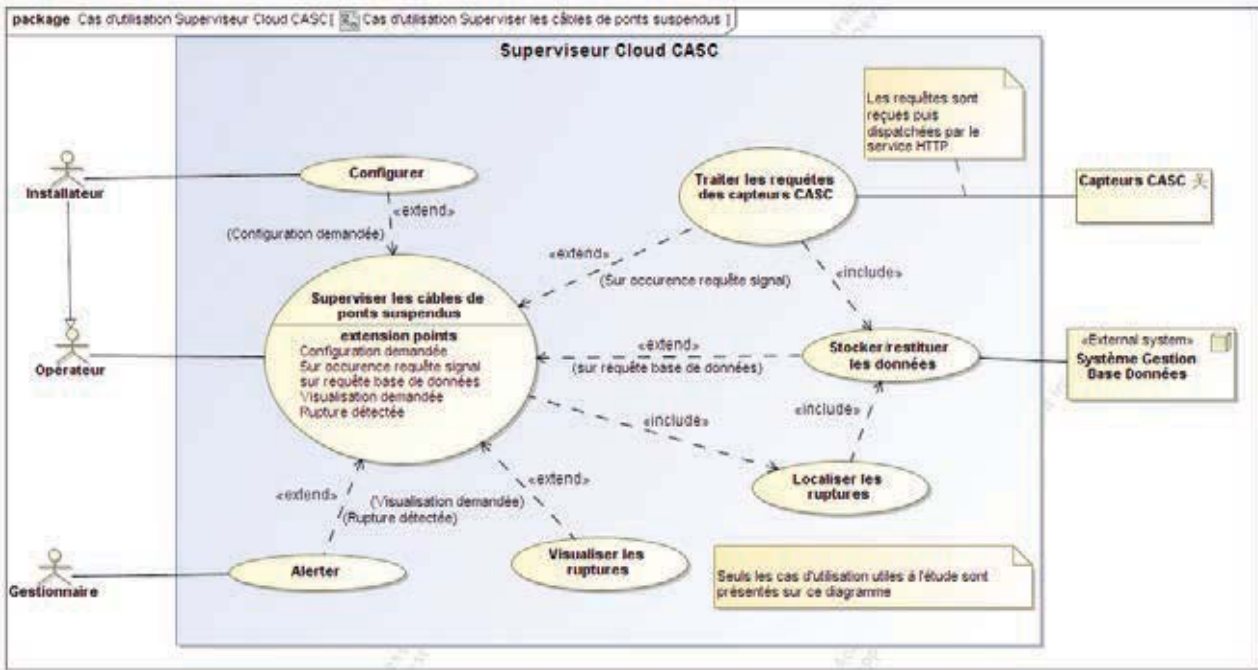 package Cas d'utilisation Superviseur Cloud CASC [ Cas d'utilisation Superviser les câbles de ponts suspendus ]
Superviseur Cloud CASC
Les requêtes sont
reçues puis
dispatchées par le
service HTTP
Installateur
Configurer
Traiter les requêtes
des capteurs CASC
Capteurs CASC
«extend»
(Configuration demandée)
«extend»
(Sur occurence requête signal)
«include»
Superviser les câbles de
ponts suspendus
extension points
Configuration demandée
Sur occurence requête signal
sur requête base de données
Visualisation demandée
Rupture détectée
Opérateur
«extend»
(sur requête base de données)
Stocker/restituer
les données
«External system»
Système Gestion
Base Données
«include»
«include»
Localiser les
ruptures
«extend»
(Rupture détectée)
«extend»
(Visualisation demandée)
Gestionnaire
Alerter
Visualiser les
ruptures
Seuls les cas d'utilisation utiles à l'étude sont
présentés sur ce diagramme